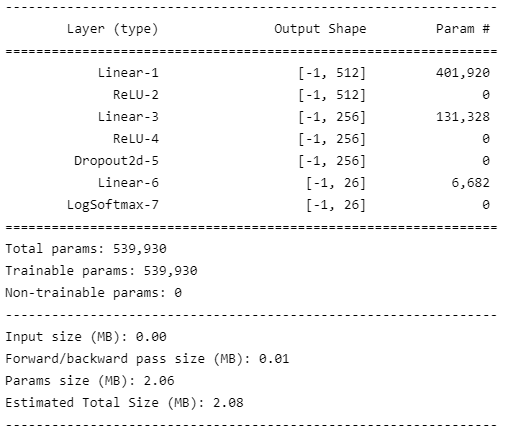 ----------------------------------------------------------------
Layer (type) Output Shape Param #
================================================================
Linear-1 [-1, 512] 401,920
ReLU-2 [-1, 512] 0
Linear-3 [-1, 256] 131,328
ReLU-4 [-1, 256] 0
Dropout2d-5 [-1, 256] 0
Linear-6 [-1, 26] 6,682
LogSoftmax-7 [-1, 26] 0
================================================================
Total params: 539,930
Trainable params: 539,930
Non-trainable params: 0
----------------------------------------------------------------
Input size (MB): 0.00
Forward/backward pass size (MB): 0.01
Params size (MB): 2.06
Estimated Total Size (MB): 2.08
----------------------------------------------------------------